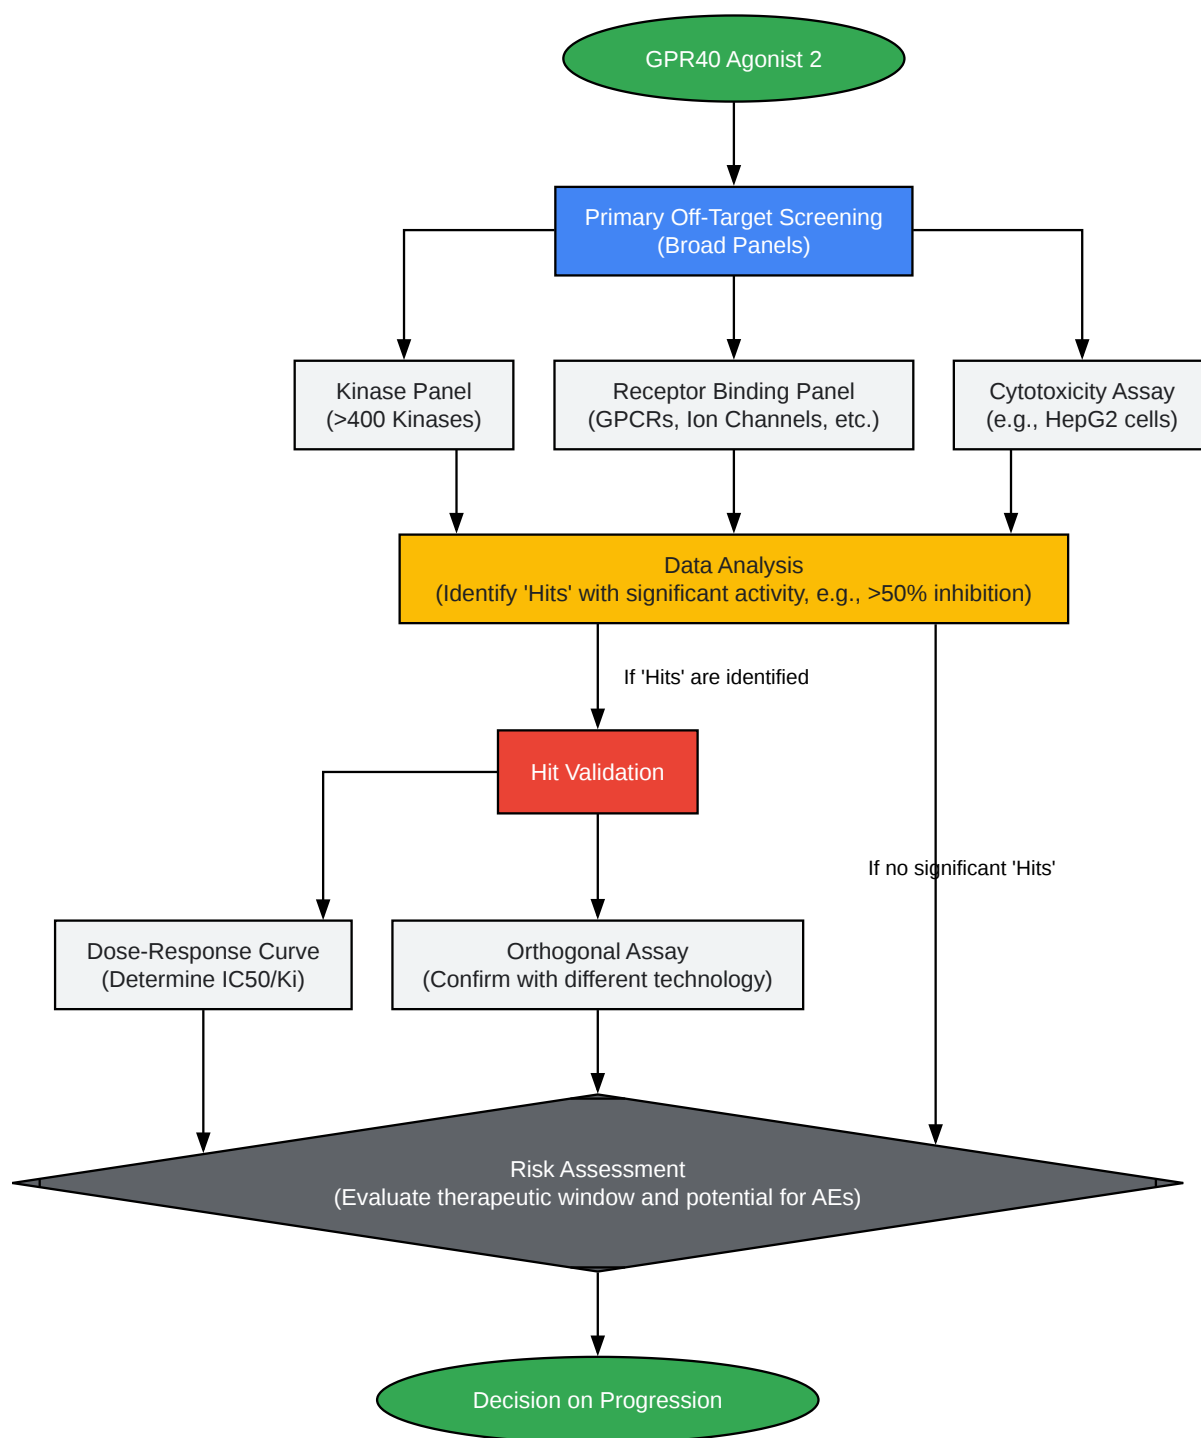 GPR40 Agonist 2
Primary Off-Target Screening
(Broad Panels)
Kinase Panel
(>400 Kinases)
Receptor Binding Panel
(GPCRs, Ion Channels, etc.)
Cytotoxicity Assay
(e.g., HepG2 cells)
Data Analysis
(Identify 'Hits' with significant activity, e.g., >50% inhibition)
If 'Hits' are identified
Hit Validation
If no significant 'Hits'
Dose-Response Curve
(Determine IC50/Ki)
Orthogonal Assay
(Confirm with different technology)
Risk Assessment
(Evaluate therapeutic window and potential for AEs)
Decision on Progression